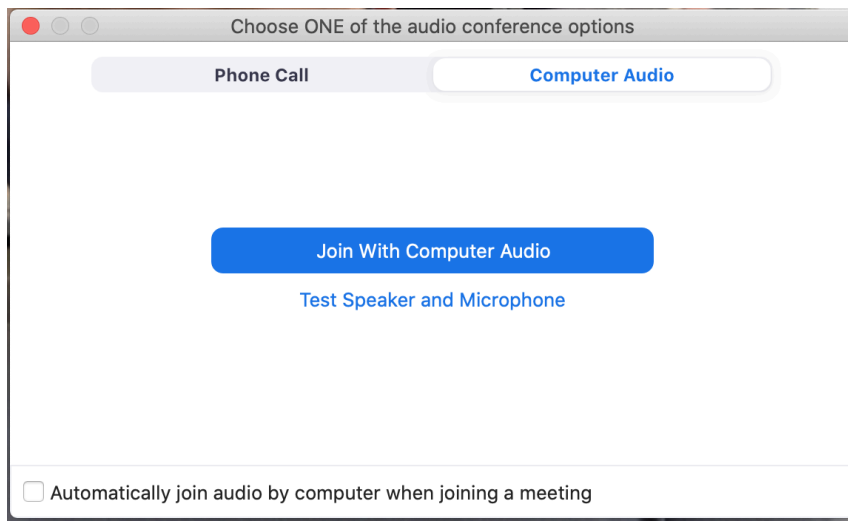 Choose ONE of the audio conference options
Phone Call
Computer Audio
Join With Computer Audio
Test Speaker and Microphone
Automatically join audio by computer when joining a meeting